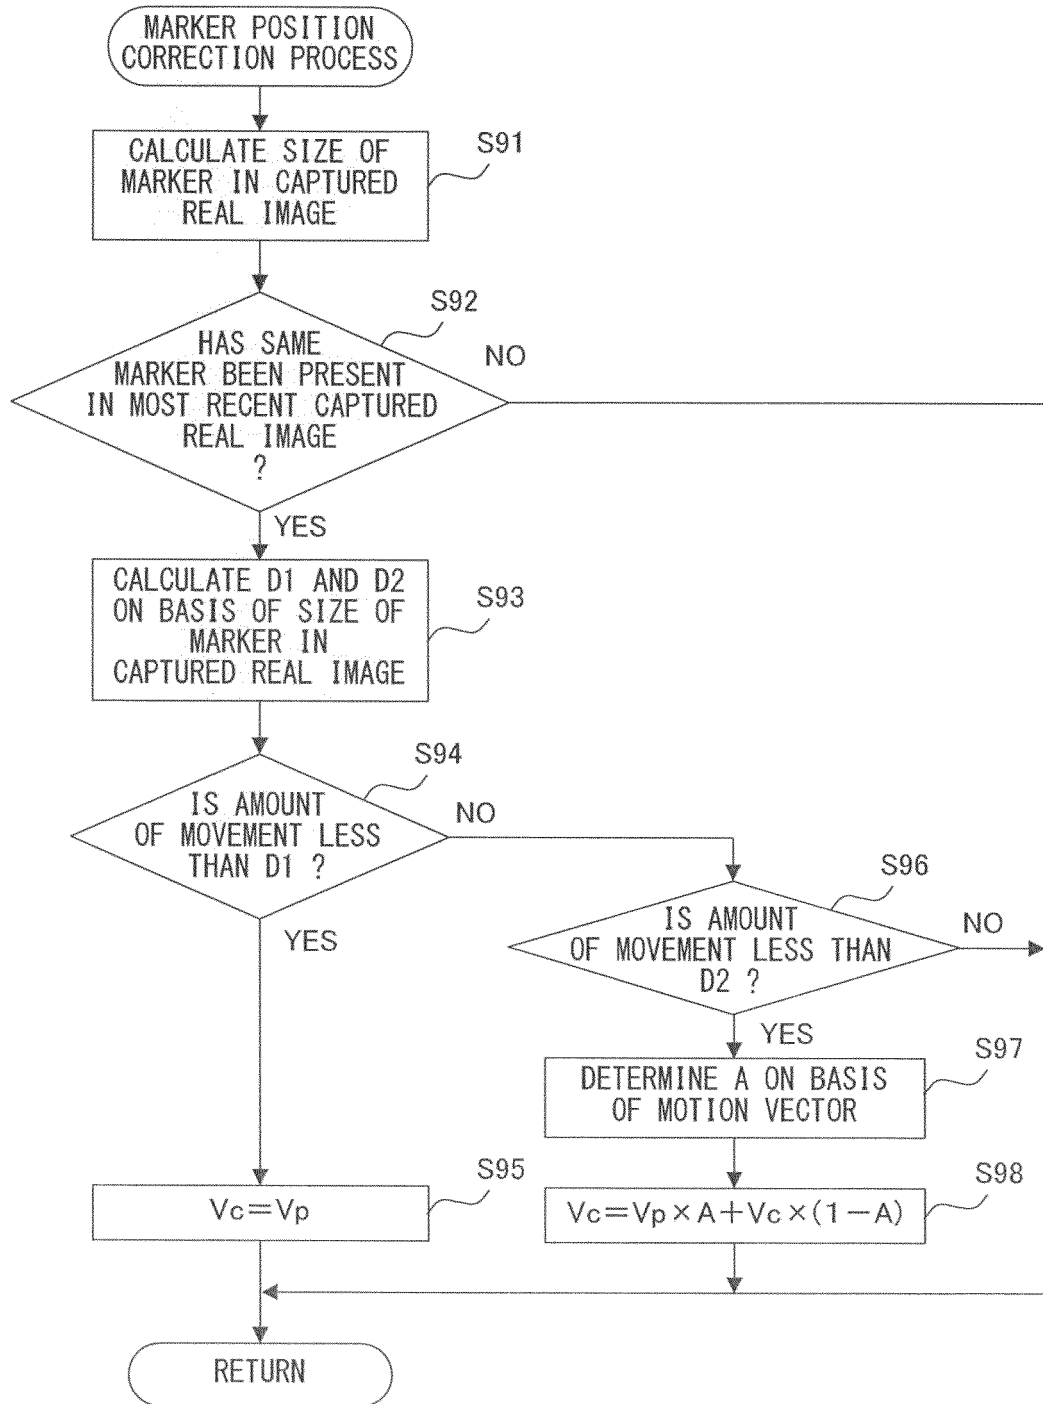 MARKER POSITION
CORRECTION PROCESS
S91
CALCULATE SIZE OF
MARKER IN CAPTURED
REAL IMAGE
S92
HAS SAME
MARKER BEEN PRESENT
IN MOST RECENT CAPTURED
REAL IMAGE
?
NO
YES
S93
CALCULATE D1 AND D2
ON BASIS OF SIZE OF
MARKER IN
CAPTURED REAL IMAGE
S94
IS AMOUNT
OF MOVEMENT LESS
THAN D1 ?
NO
YES
S96
IS AMOUNT
OF MOVEMENT LESS THAN
D2 ?
NO
YES
S97
DETERMINE A ON BASIS
OF MOTION VECTOR
S95
Vc=Vp
S98
Vc=Vp×A+Vc×(1-A)
RETURN